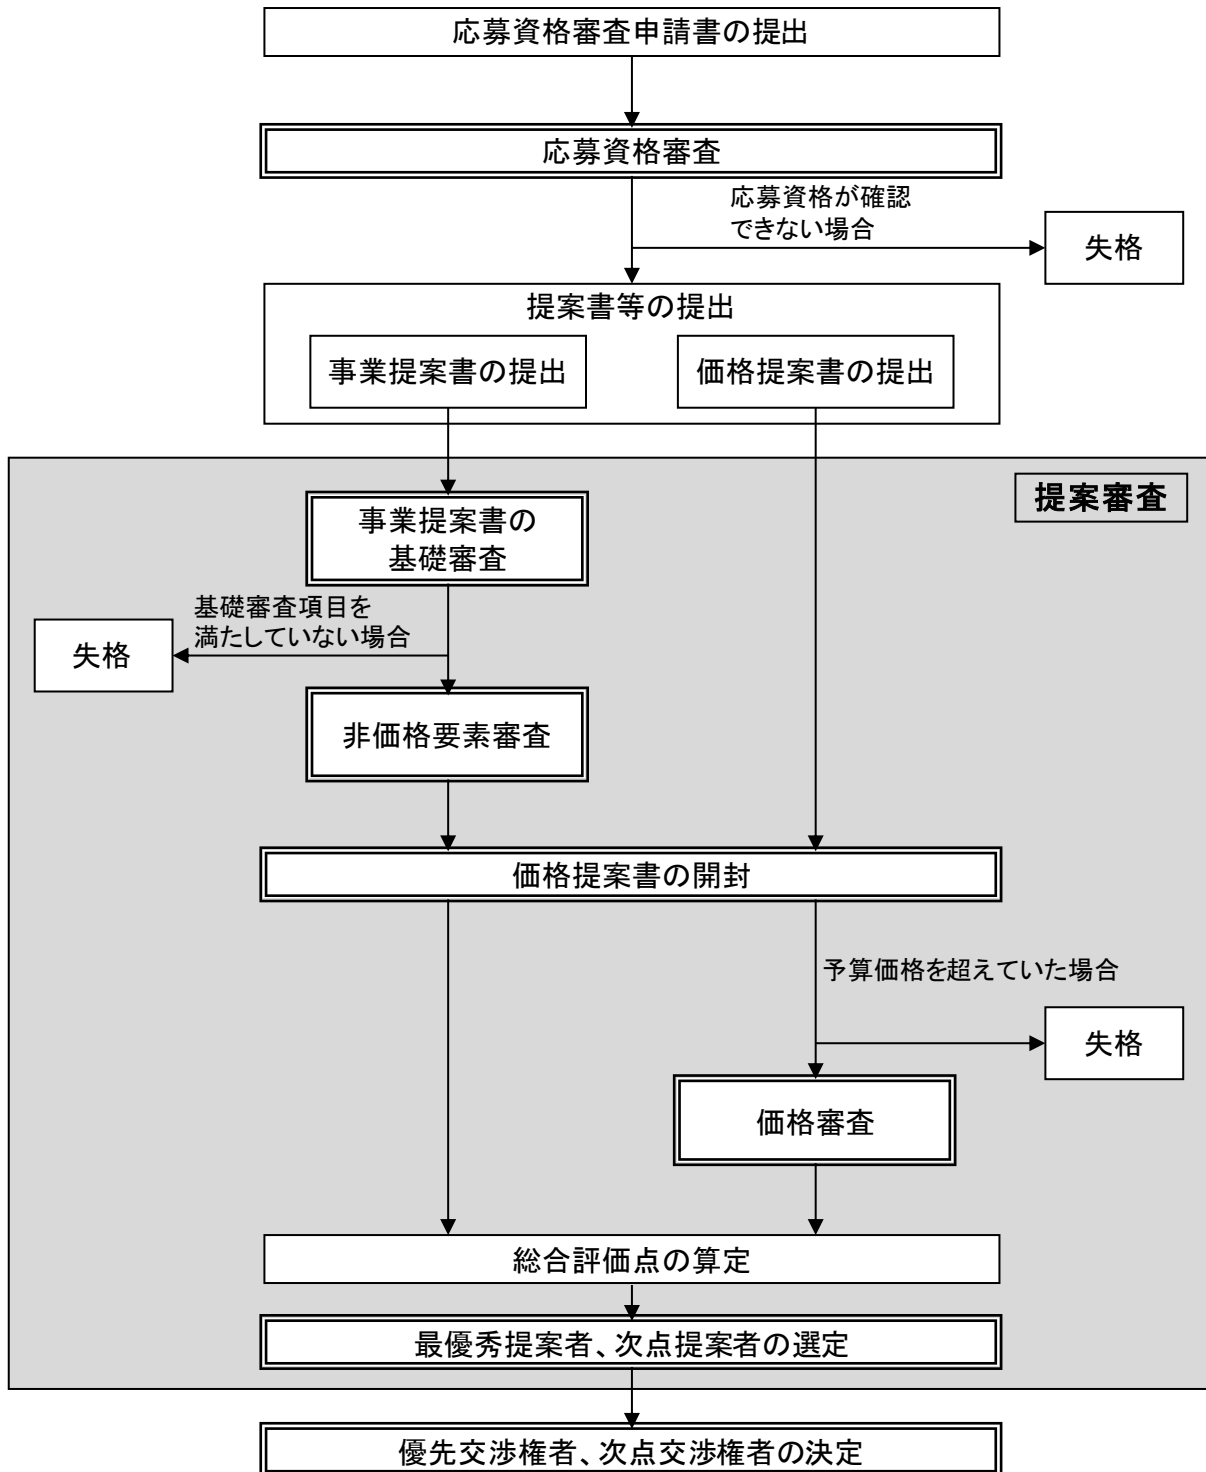 応募資格審査申請書の提出
応募資格審査
応募資格が確認
できない場合
失格
提案書等の提出
事業提案書の提出
価格提案書の提出
提案審査
事業提案書の
基礎審査
基礎審査項目を
満たしていない場合
失格
非価格要素審査
価格提案書の開封
予算価格を超えていた場合
失格
価格審査
総合評価点の算定
最優秀提案者、次点提案者の選定
優先交渉権者、次点交渉権者の決定